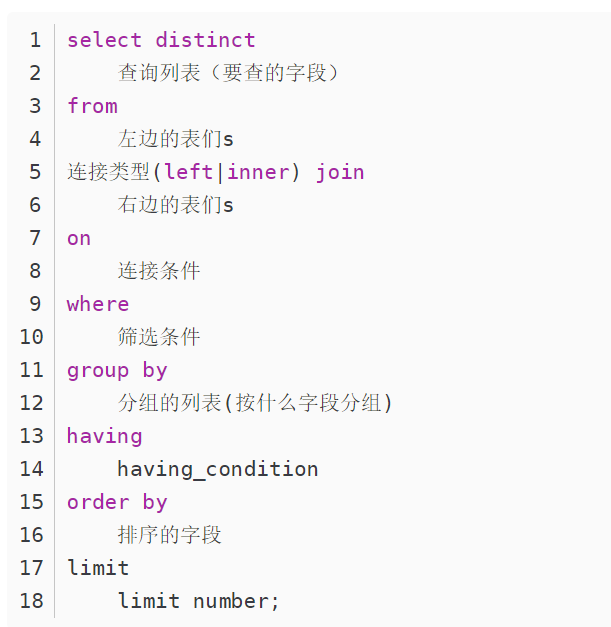 1 select distinct
2 查询列表（要查的字段）
3 from
4 左边的表们s
5 连接类型(left|inner) join
6 右边的表们s
7 on
8 连接条件
9 where
10 筛选条件
11 group by
12 分组的列表(按什么字段分组)
13 having
14 having_condition
15 order by
16 排序的字段
17 limit
18 limit number;